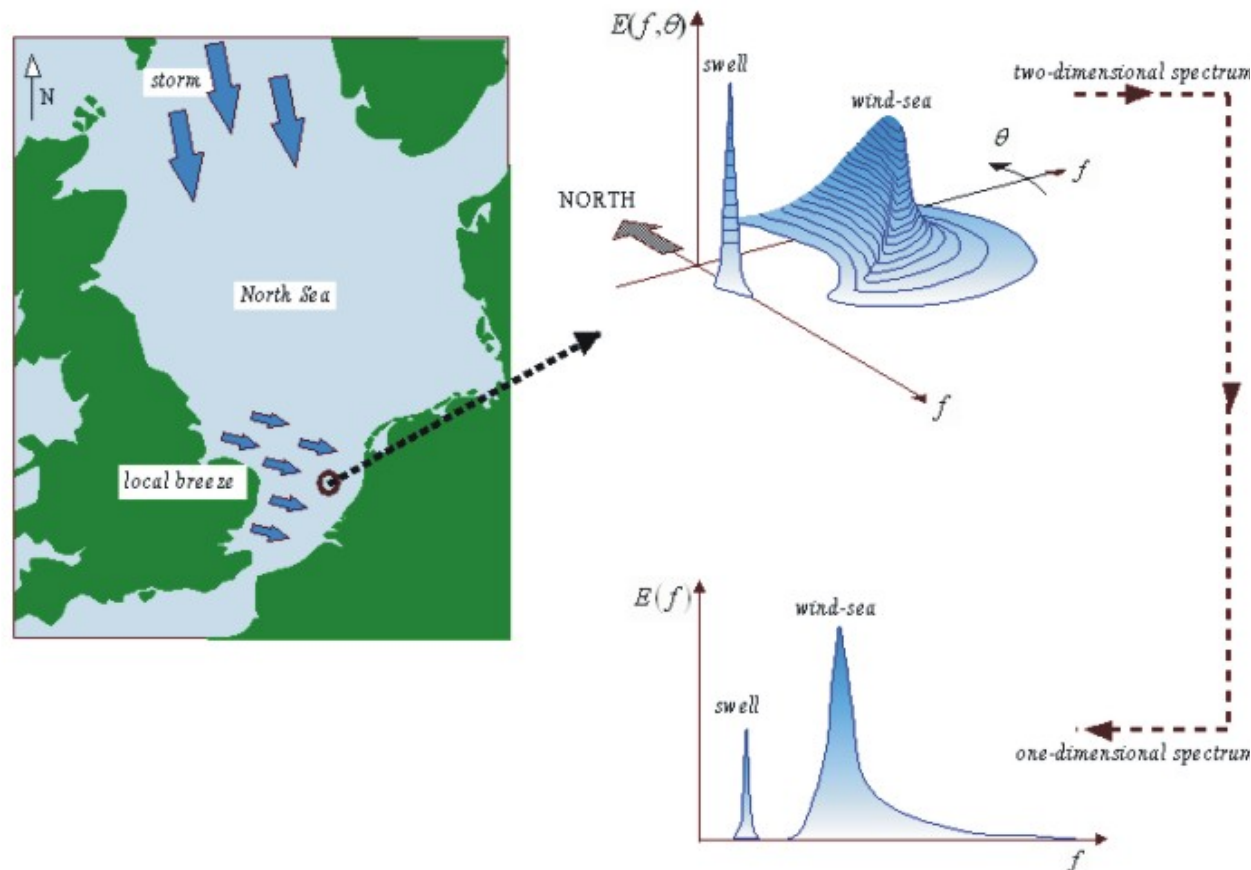 N
storm
North Sea
local breeze
E(f,θ)
swell
wind-sea
two-dimensional spectrum
θ
f
NORTH
f
E(f)
wind-sea
swell
one-dimensional spectrum
f